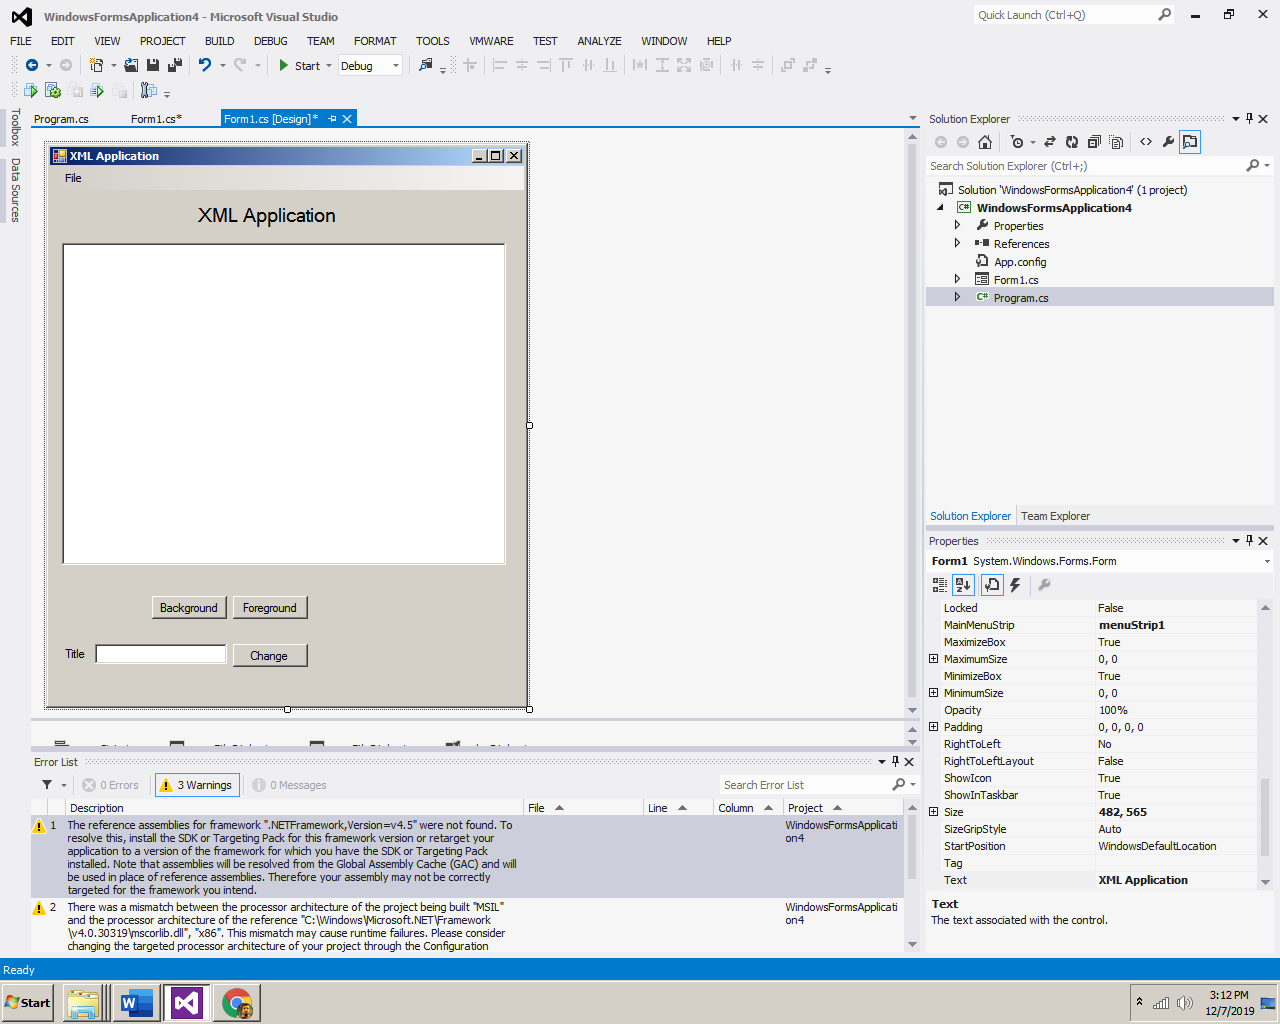 WindowsFormsApplication4 - Microsoft Visual Studio
Quick Launch (Ctrl+Q)
FILE EDIT VIEW PROJECT BUILD DEBUG TEAM FORMAT TOOLS VMWARE TEST ANALYZE WINDOW HELP
Start Debug
Toolbox
Data Sources
Program.cs Form1.cs* Form1.cs [Design]*
XML Application
File
XML Application
Background Foreground
Title Change
Solution Explorer
Search Solution Explorer (Ctrl+;)
Solution 'WindowsFormsApplication4' (1 project)
C# WindowsFormsApplication4
Properties
References
App.config
Form1.cs
C# Program.cs
Solution Explorer Team Explorer
Properties
Form1 System.Windows.Forms.Form
Locked False
MainMenuStrip menuStrip1
MaximizeBox True
MaximumSize 0, 0
MinimizeBox True
MinimumSize 0, 0
Opacity 100%
Padding 0, 0, 0, 0
RightToLeft No
RightToLeftLayout False
ShowIcon True
ShowInTaskbar True
Size 482, 565
SizeGripStyle Auto
StartPosition WindowsDefaultLocation
Tag
Text XML Application
Text
The text associated with the control.
Error List
0 Errors 3 Warnings 0 Messages
Search Error List
Description File Line Column Project
1 The reference assemblies for framework ".NETFramework,Version=v4.5" were not found. To
resolve this, install the SDK or Targeting Pack for this framework version or retarget your
application to a version of the framework for which you have the SDK or Targeting Pack
installed. Note that assemblies will be resolved from the Global Assembly Cache (GAC) and will
be used in place of reference assemblies. Therefore your assembly may not be correctly
targeted for the framework you intend.
WindowsFormsApplicati
on4
2 There was a mismatch between the processor architecture of the project being built "MSIL"
and the processor architecture of the reference "C:\Windows\Microsoft.NET\Framework
\v4.0.30319\mscorlib.dll", "x86". This mismatch may cause runtime failures. Please consider
changing the targeted processor architecture of your project through the Configuration
WindowsFormsApplicati
on4
Ready
Start
3:12 PM
12/7/2019